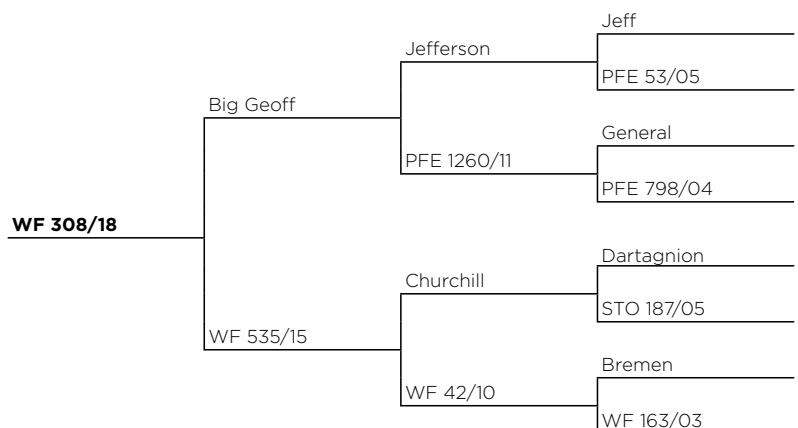 Jeff
Jefferson
PFE 53/05
Big Geoff
General
PFE 1260/11
PFE 798/04
WF 308/18
Dartagnion
Churchill
STO 187/05
WF 535/15
Bremen
WF 42/10
WF 163/03